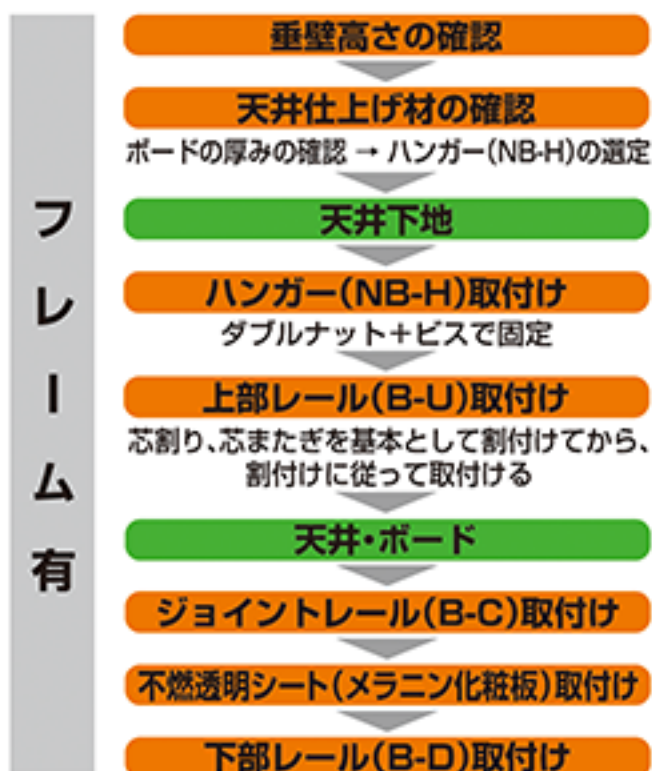 フレーム有
垂壁高さの確認
天井仕上げ材の確認
ボードの厚みの確認 → ハンガー(NB-H)の選定
天井下地
ハンガー(NB-H)取付け
ダブルナット+ビスで固定
上部レール(B-U)取付け
芯割り、芯またぎを基本として割付けてから、
割付けに従って取付ける
天井・ボード
ジョイントレール(B-C)取付け
不燃透明シート(メラニン化粧板)取付け
下部レール(B-D)取付け